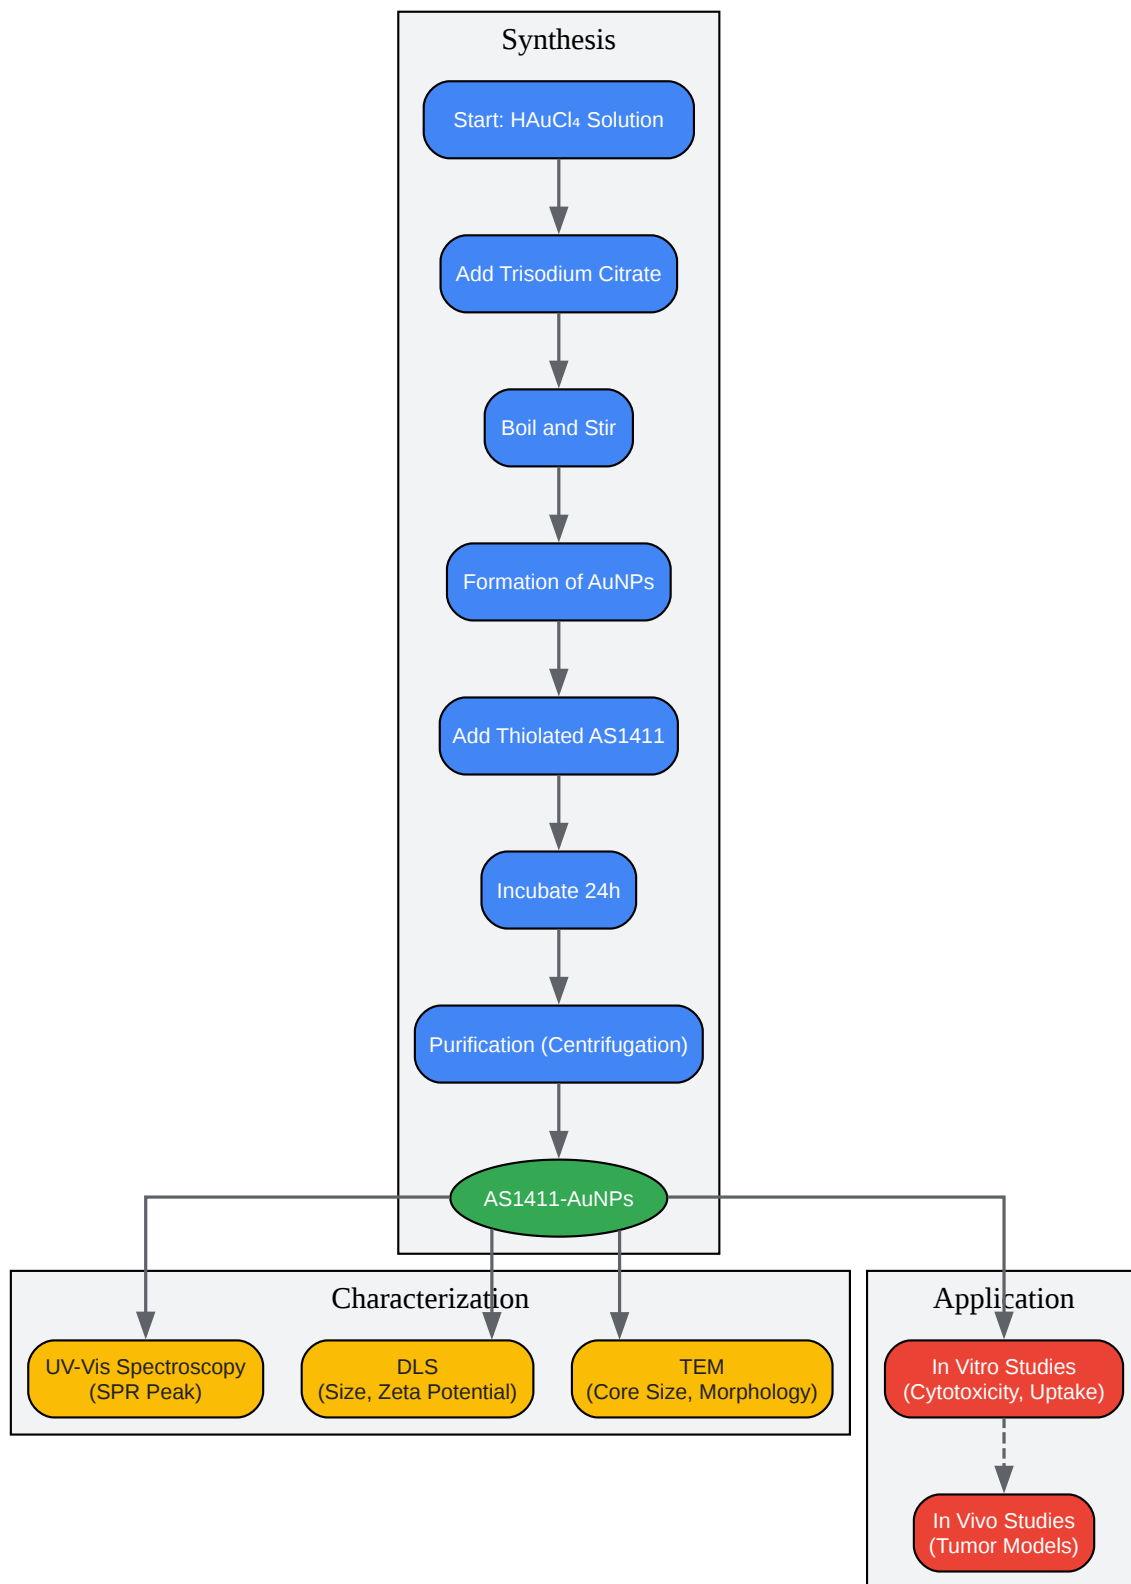 Synthesis
Start: HAuCl₄ Solution
Add Trisodium Citrate
Boil and Stir
Formation of AuNPs
Add Thiolated AS1411
Incubate 24h
Purification (Centrifugation)
AS1411-AuNPs
Characterization
UV-Vis Spectroscopy
(SPR Peak)
DLS
(Size, Zeta Potential)
TEM
(Core Size, Morphology)
Application
In Vitro Studies
(Cytotoxicity, Uptake)
In Vivo Studies
(Tumor Models)